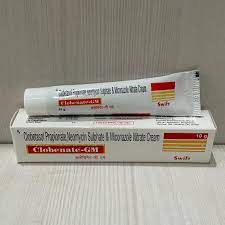 Clobetasol Propionate, Neomycin Sulphate & Miconazole Nitrate Cream
Clobenate-GM
Swift
Clobetasol Propionate, Neomycin Sulphate & Miconazole Nitrate Cream
10 g
Clobenate-GM
Swift